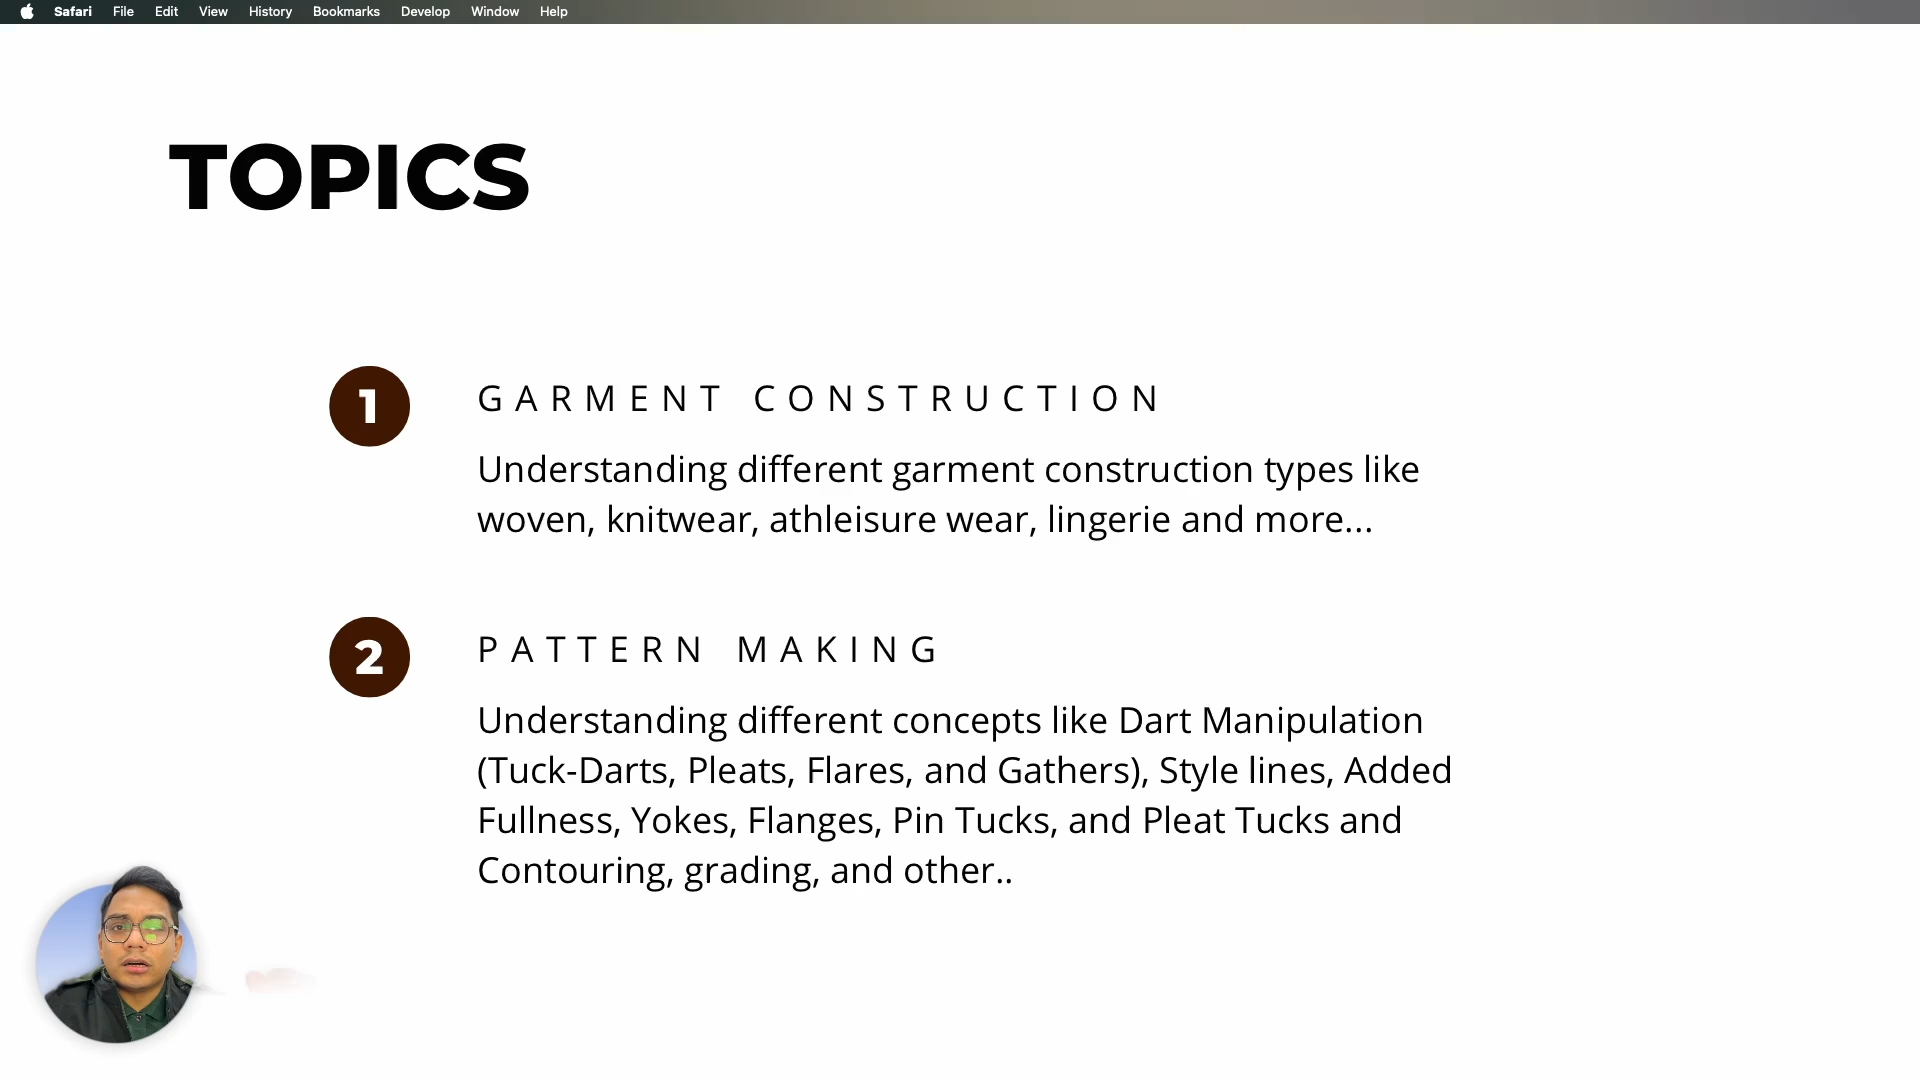 Safari File Edit View History Bookmarks Develop Window Help
TOPICS
1
GARMENT CONSTRUCTION
Understanding different garment construction types like
woven, knitwear, athleisure wear, lingerie and more...
2
PATTERN MAKING
Understanding different concepts like Dart Manipulation
(Tuck-Darts, Pleats, Flares, and Gathers), Style lines, Added
Fullness, Yokes, Flanges, Pin Tucks, and Pleat Tucks and
Contouring, grading, and other..